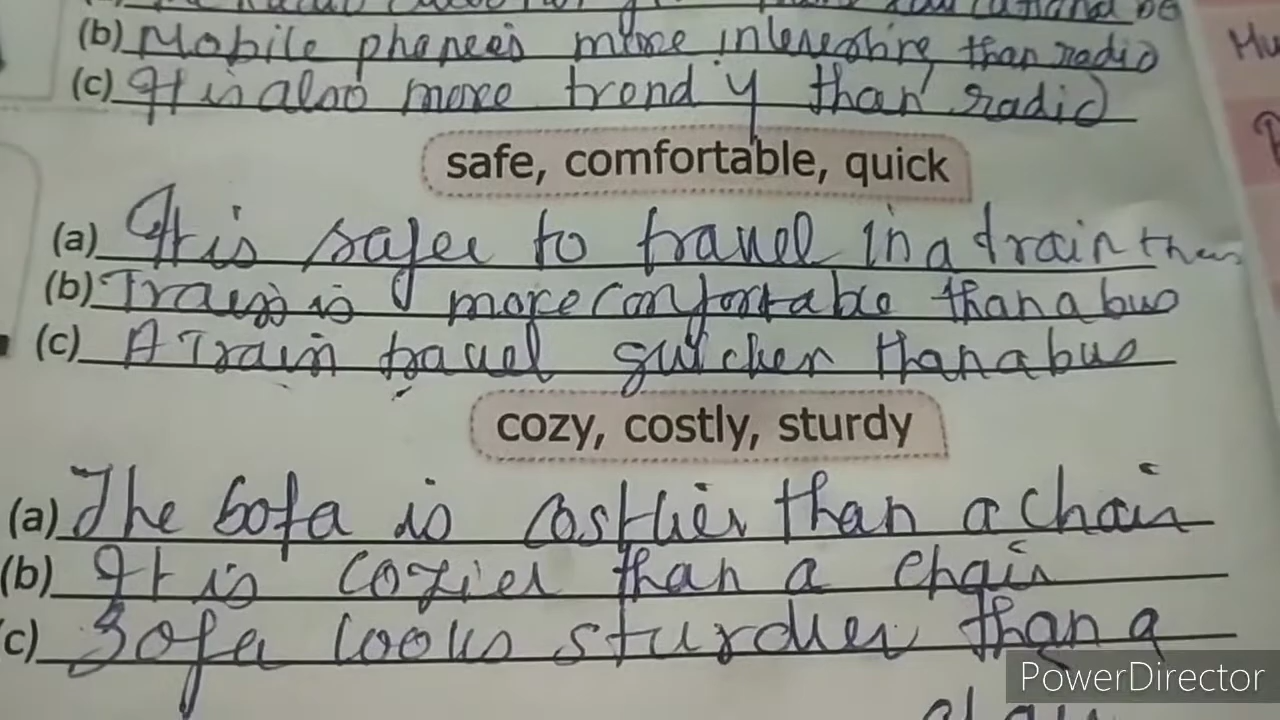 (b) Mobile phone is more interesting than radio
(c) It is also more trendy than radio
safe, comfortable, quick
(a) It is safer to travel in a train than
(b) Train is more comfortable than a bus
(c) A Train travel quicker than a bus
cozy, costly, sturdy
(a) The Sofa is costlier than a chair
(b) It is cozier than a chair
(c) Sofa looks sturdier than a
chair
PowerDirector